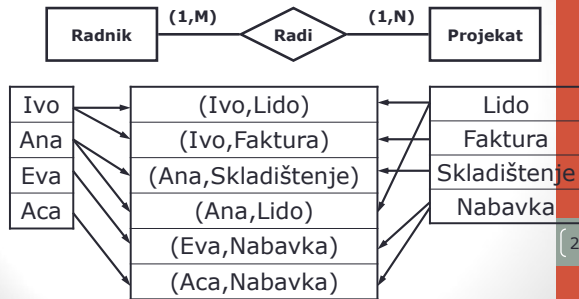 (1,M) (1,N)
Radnik Radi Projekat
Ivo (Ivo,Lido) Lido
Ana (Ivo,Faktura) Faktura
Eva (Ana,Skladištenje) Skladištenje
Aca (Ana,Lido) Nabavka
(Eva,Nabavka) 2
(Aca,Nabavka)